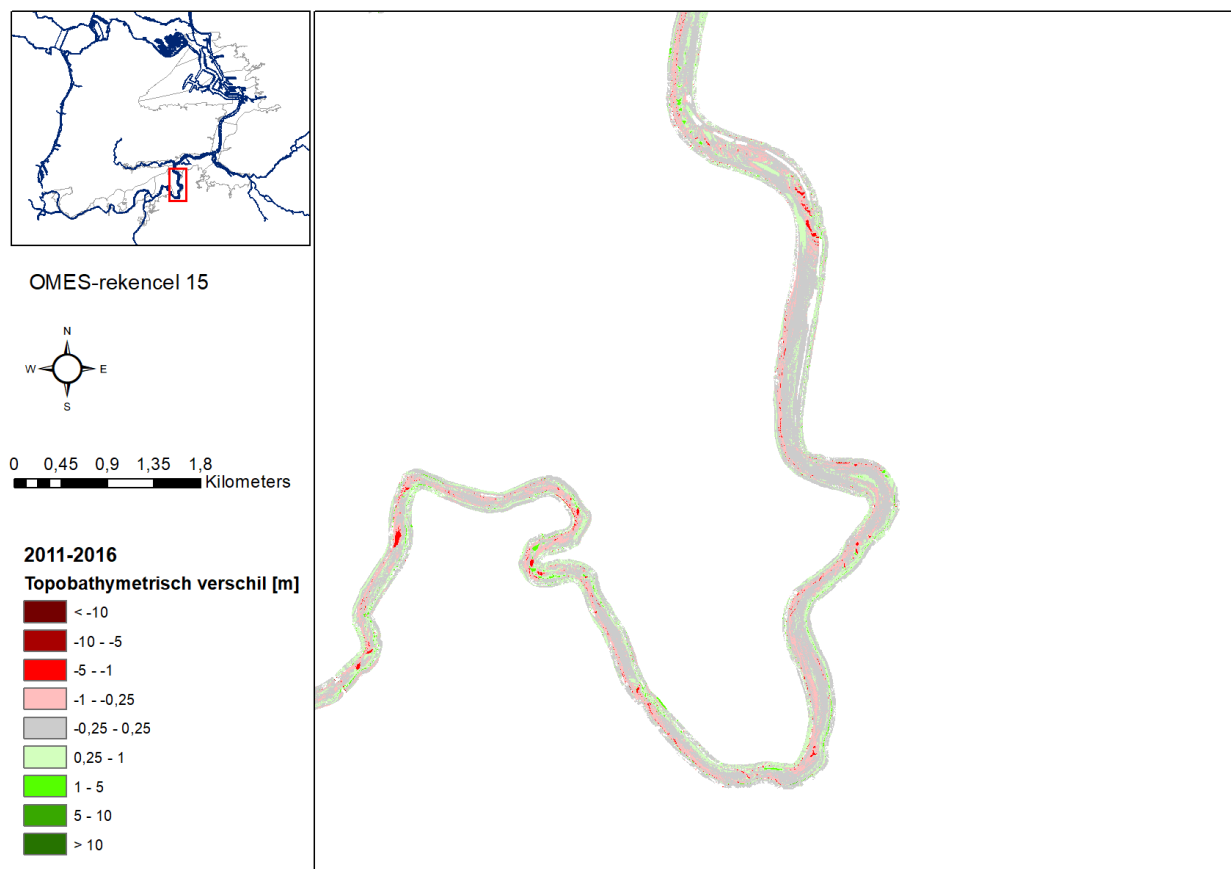 OMES-rekencel 15
N
W E
S
0 0,45 0,9 1,35 1,8
Kilometers
2011-2016
Topobathymetrisch verschil [m]
< -10
-10 - -5
-5 - -1
-1 - -0,25
-0,25 - 0,25
0,25 - 1
1 - 5
5 - 10
> 10